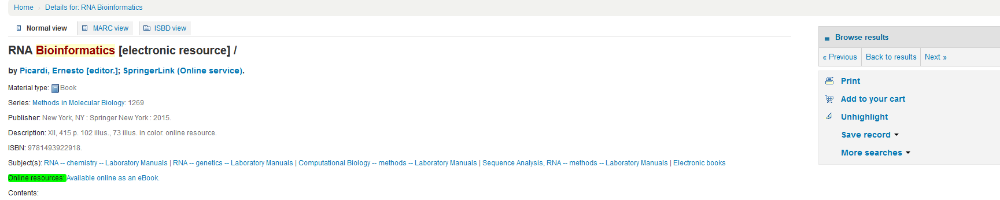 Home › Details for: RNA Bioinformatics
Normal view
MARC view
ISBD view
RNA Bioinformatics [electronic resource] /
by Picardi, Ernesto [editor.]; SpringerLink (Online service).
Material type: Book
Series: Methods in Molecular Biology: 1269
Publisher: New York, NY : Springer New York : 2015.
Description: XII, 415 p. 102 illus., 73 illus. in color. online resource.
ISBN: 9781493922918.
Subject(s): RNA -- chemistry -- Laboratory Manuals | RNA -- genetics -- Laboratory Manuals | Computational Biology -- methods -- Laboratory Manuals | Sequence Analysis, RNA -- methods -- Laboratory Manuals | Electronic books
Online resources: Available online as an eBook.
Contents:
Browse results
« Previous
Back to results
Next »
Print
Add to your cart
Unhighlight
Save record
More searches